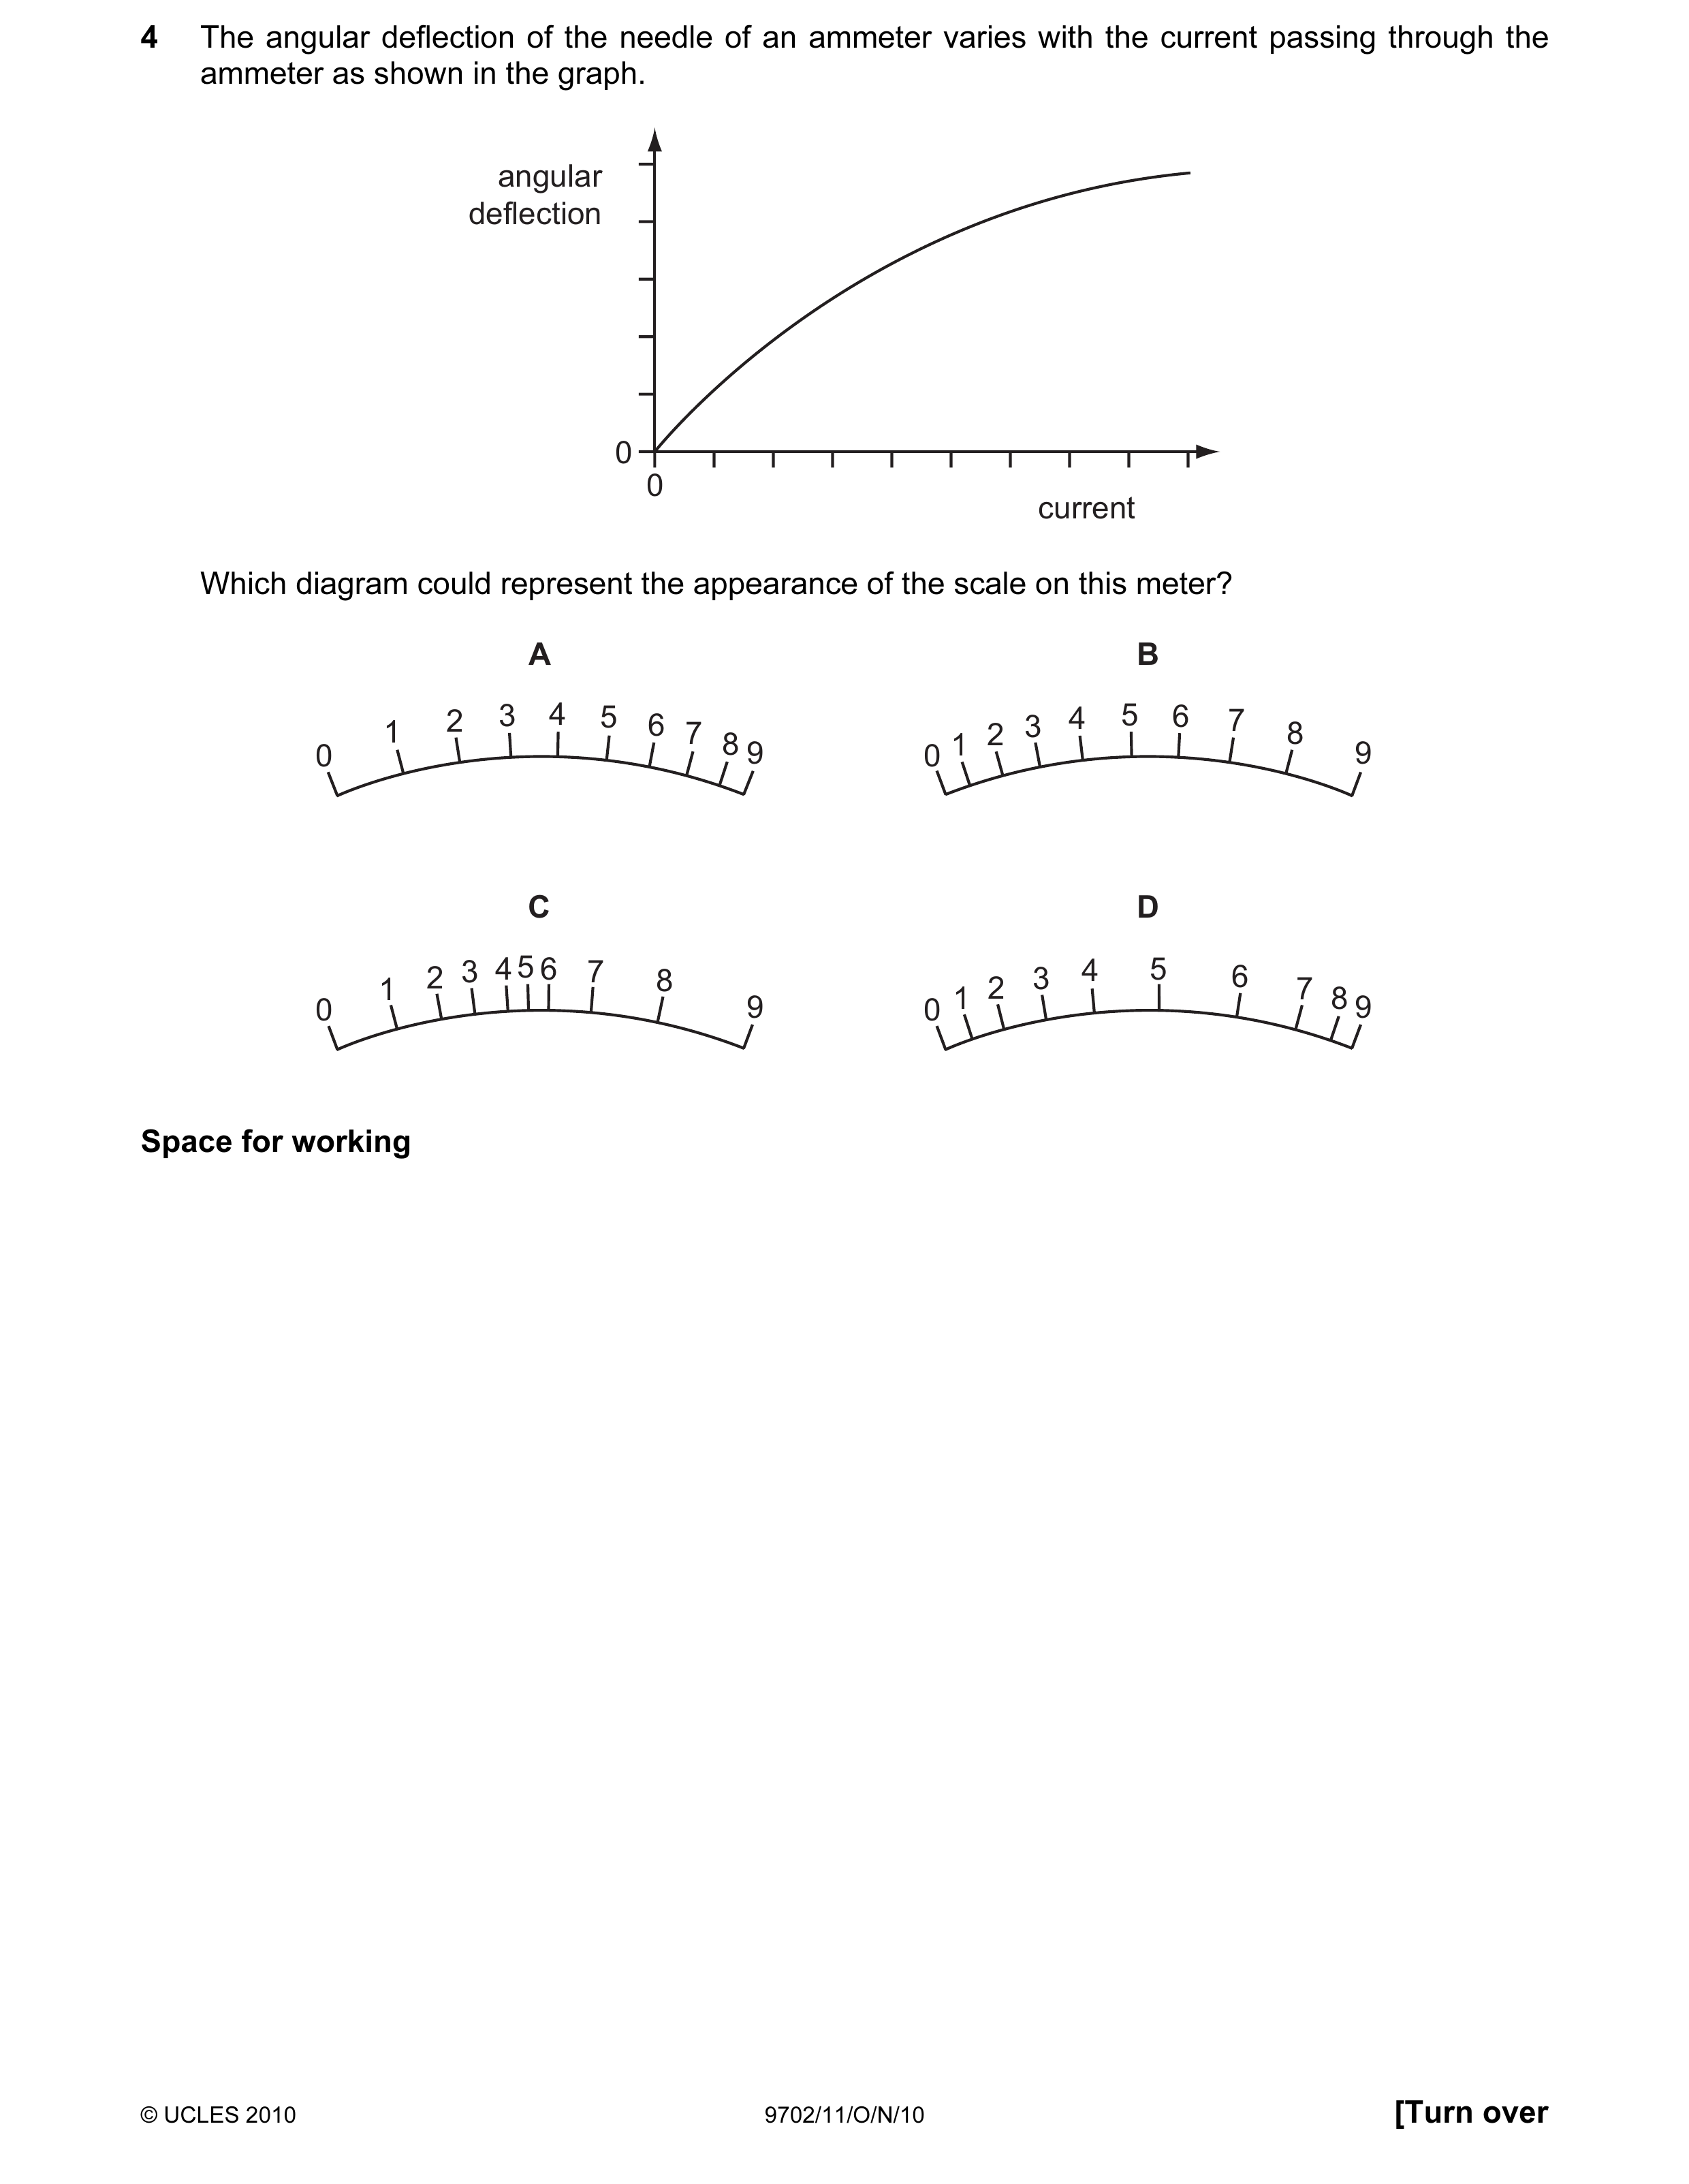 4 The angular deflection of the needle of an ammeter varies with the current passing through the
ammeter as shown in the graph.
angular
deflection
0
0
current
Which diagram could represent the appearance of the scale on this meter?
A
0 1 2 3 4 5 6 7 8 9
B
0 1 2 3 4 5 6 7 8 9
C
0 1 2 3 4 5 6 7 8 9
D
0 1 2 3 4 5 6 7 8 9
Space for working
© UCLES 2010 9702/11/O/N/10 [Turn over